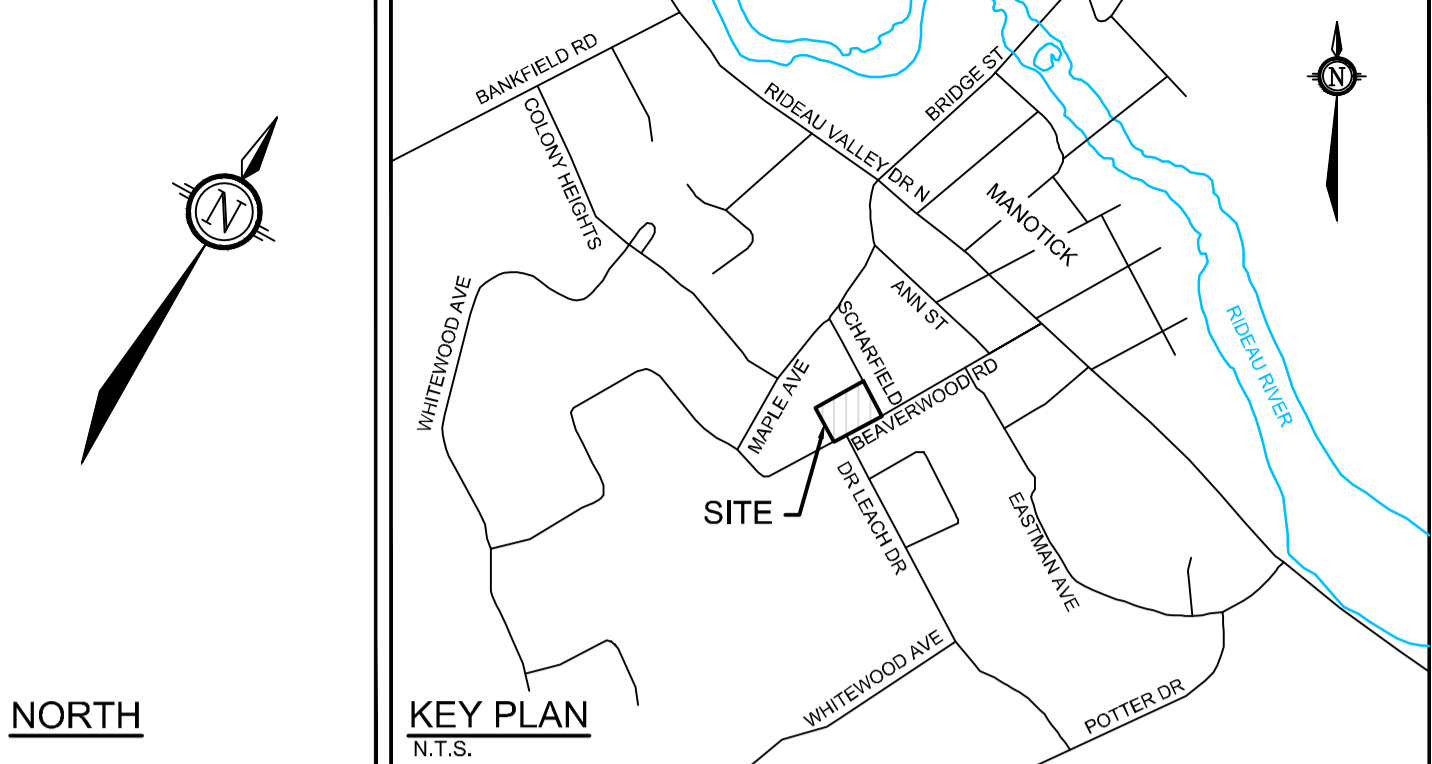 N
NORTH
BANKFIELD RD
COLONY HEIGHTS
RIDEAU VALLEY DR N
BRIDGE ST
N
MANOTICK
WHITEWOOD AVE
ANN ST
SCHARFIELD
RIDEAU RIVER
MAPLE AVE
BEAVERWOOD RD
SITE
DR LEACH DR
EASTMAN AVE
WHITEWOOD AVE
POTTER DR
KEY PLAN
N.T.S.